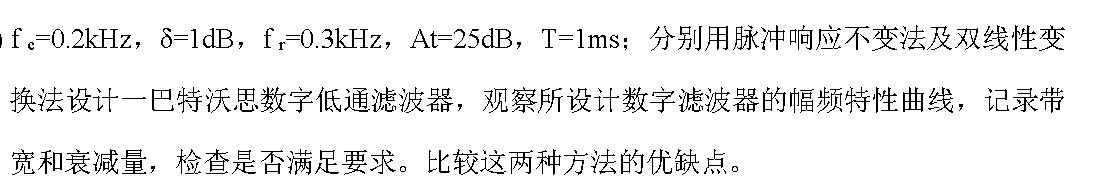 ) f c=0.2kHz，δ=1dB，f r=0.3kHz，At=25dB，T=1ms；分别用脉冲响应不变法及双线性变
换法设计一巴特沃思数字低通滤波器，观察所设计数字滤波器的幅频特性曲线，记录带
宽和衰减量，检查是否满足要求。比较这两种方法的优缺点。